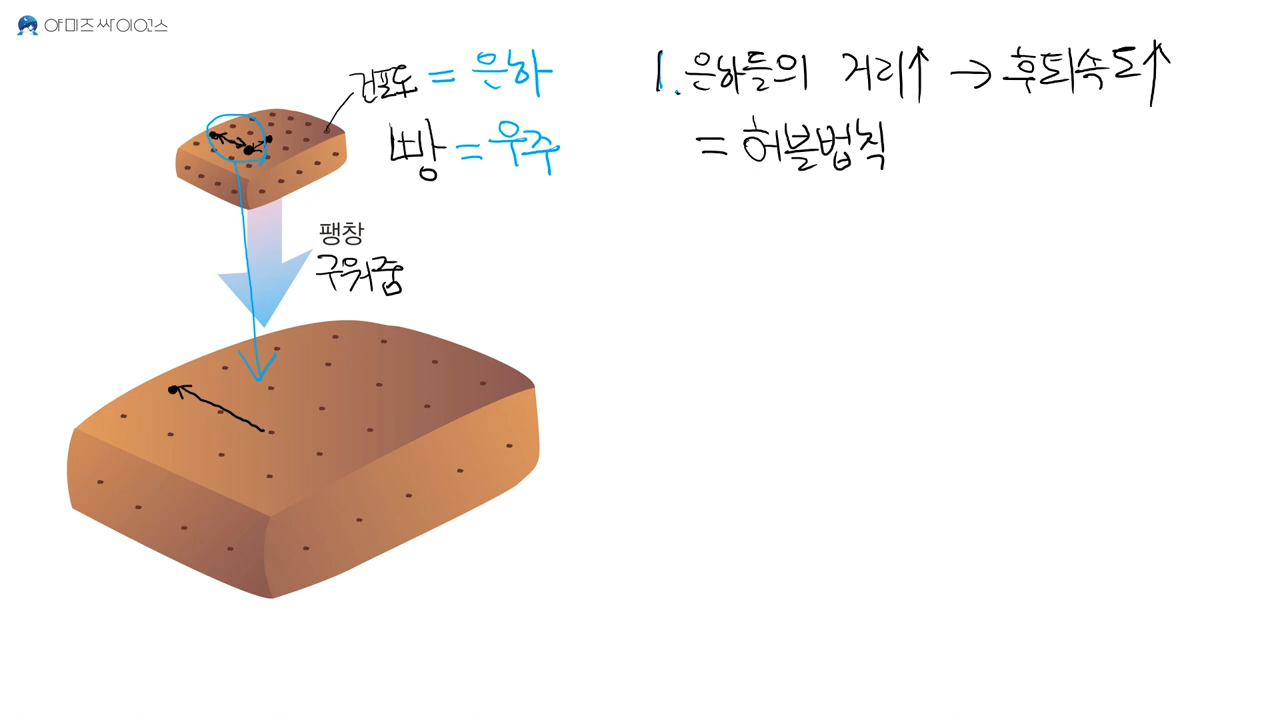 야미즈 싸이언스
건포도 = 은하
빵 = 우주
팽창
구워줌
1. 은하들의 거리↑ → 후퇴속도↑
= 허블법칙